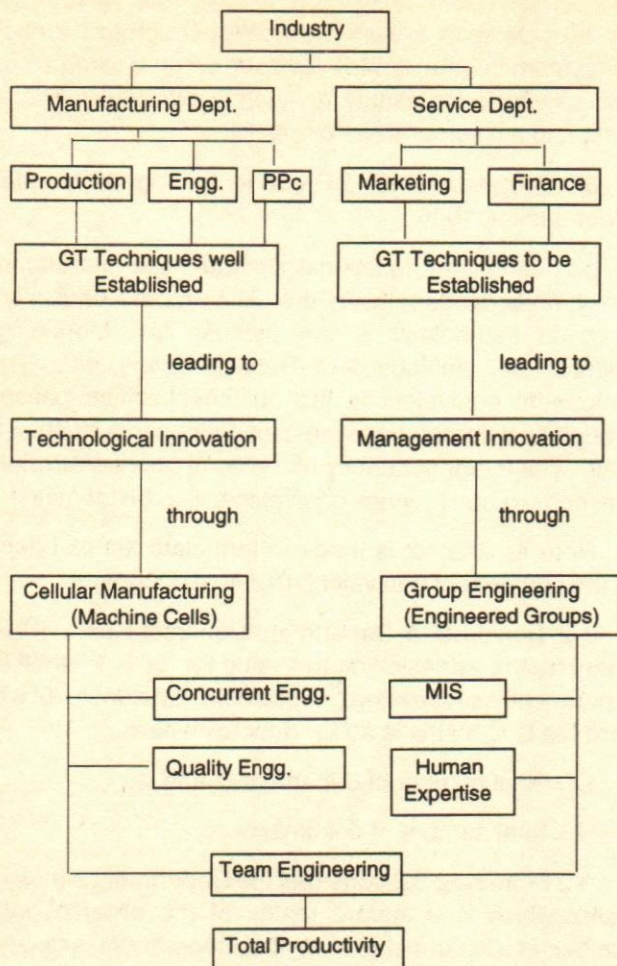 Industry
Manufacturing Dept.
Service Dept.
Production
Engg.
PPc
Marketing
Finance
GT Techniques well
Established
GT Techniques to be
Established
leading to
leading to
Technological Innovation
Management Innovation
through
through
Cellular Manufacturing
(Machine Cells)
Group Engineering
(Engineered Groups)
Concurrent Engg.
MIS
Quality Engg.
Human
Expertise
Team Engineering
Total Productivity